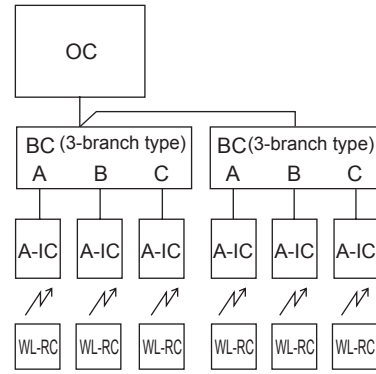 OC
BC (3-branch type) BC(3-branch type)
A B C A B C
A-IC A-IC A-IC A-IC A-IC A-IC
WL-RC WL-RC WL-RC WL-RC WL-RC WL-RC